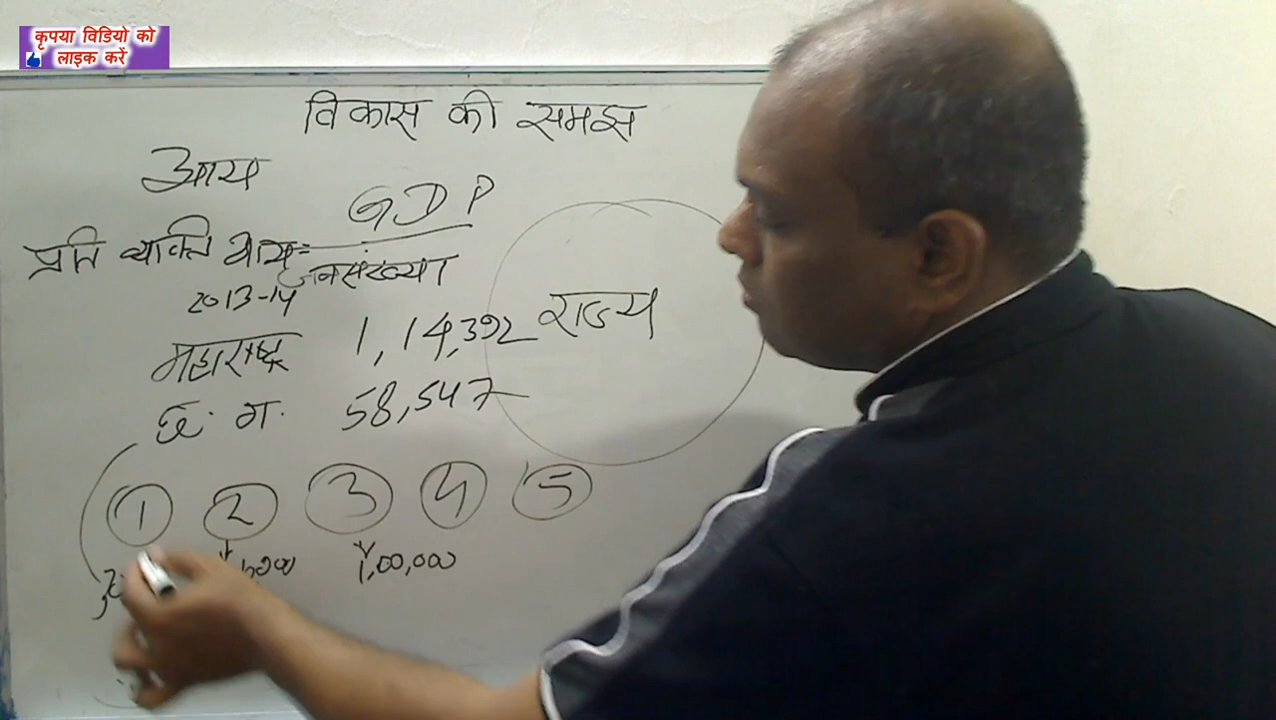 कृपया विडियो को
लाइक करें
विकास की समझ
आय
प्रति व्यक्ति आय = GDP
जनसंख्या
2013-14
महाराष्ट्र 1,14,392 राज्य
छ. ग. 58,547
1 2 3 4 5
1,00,000